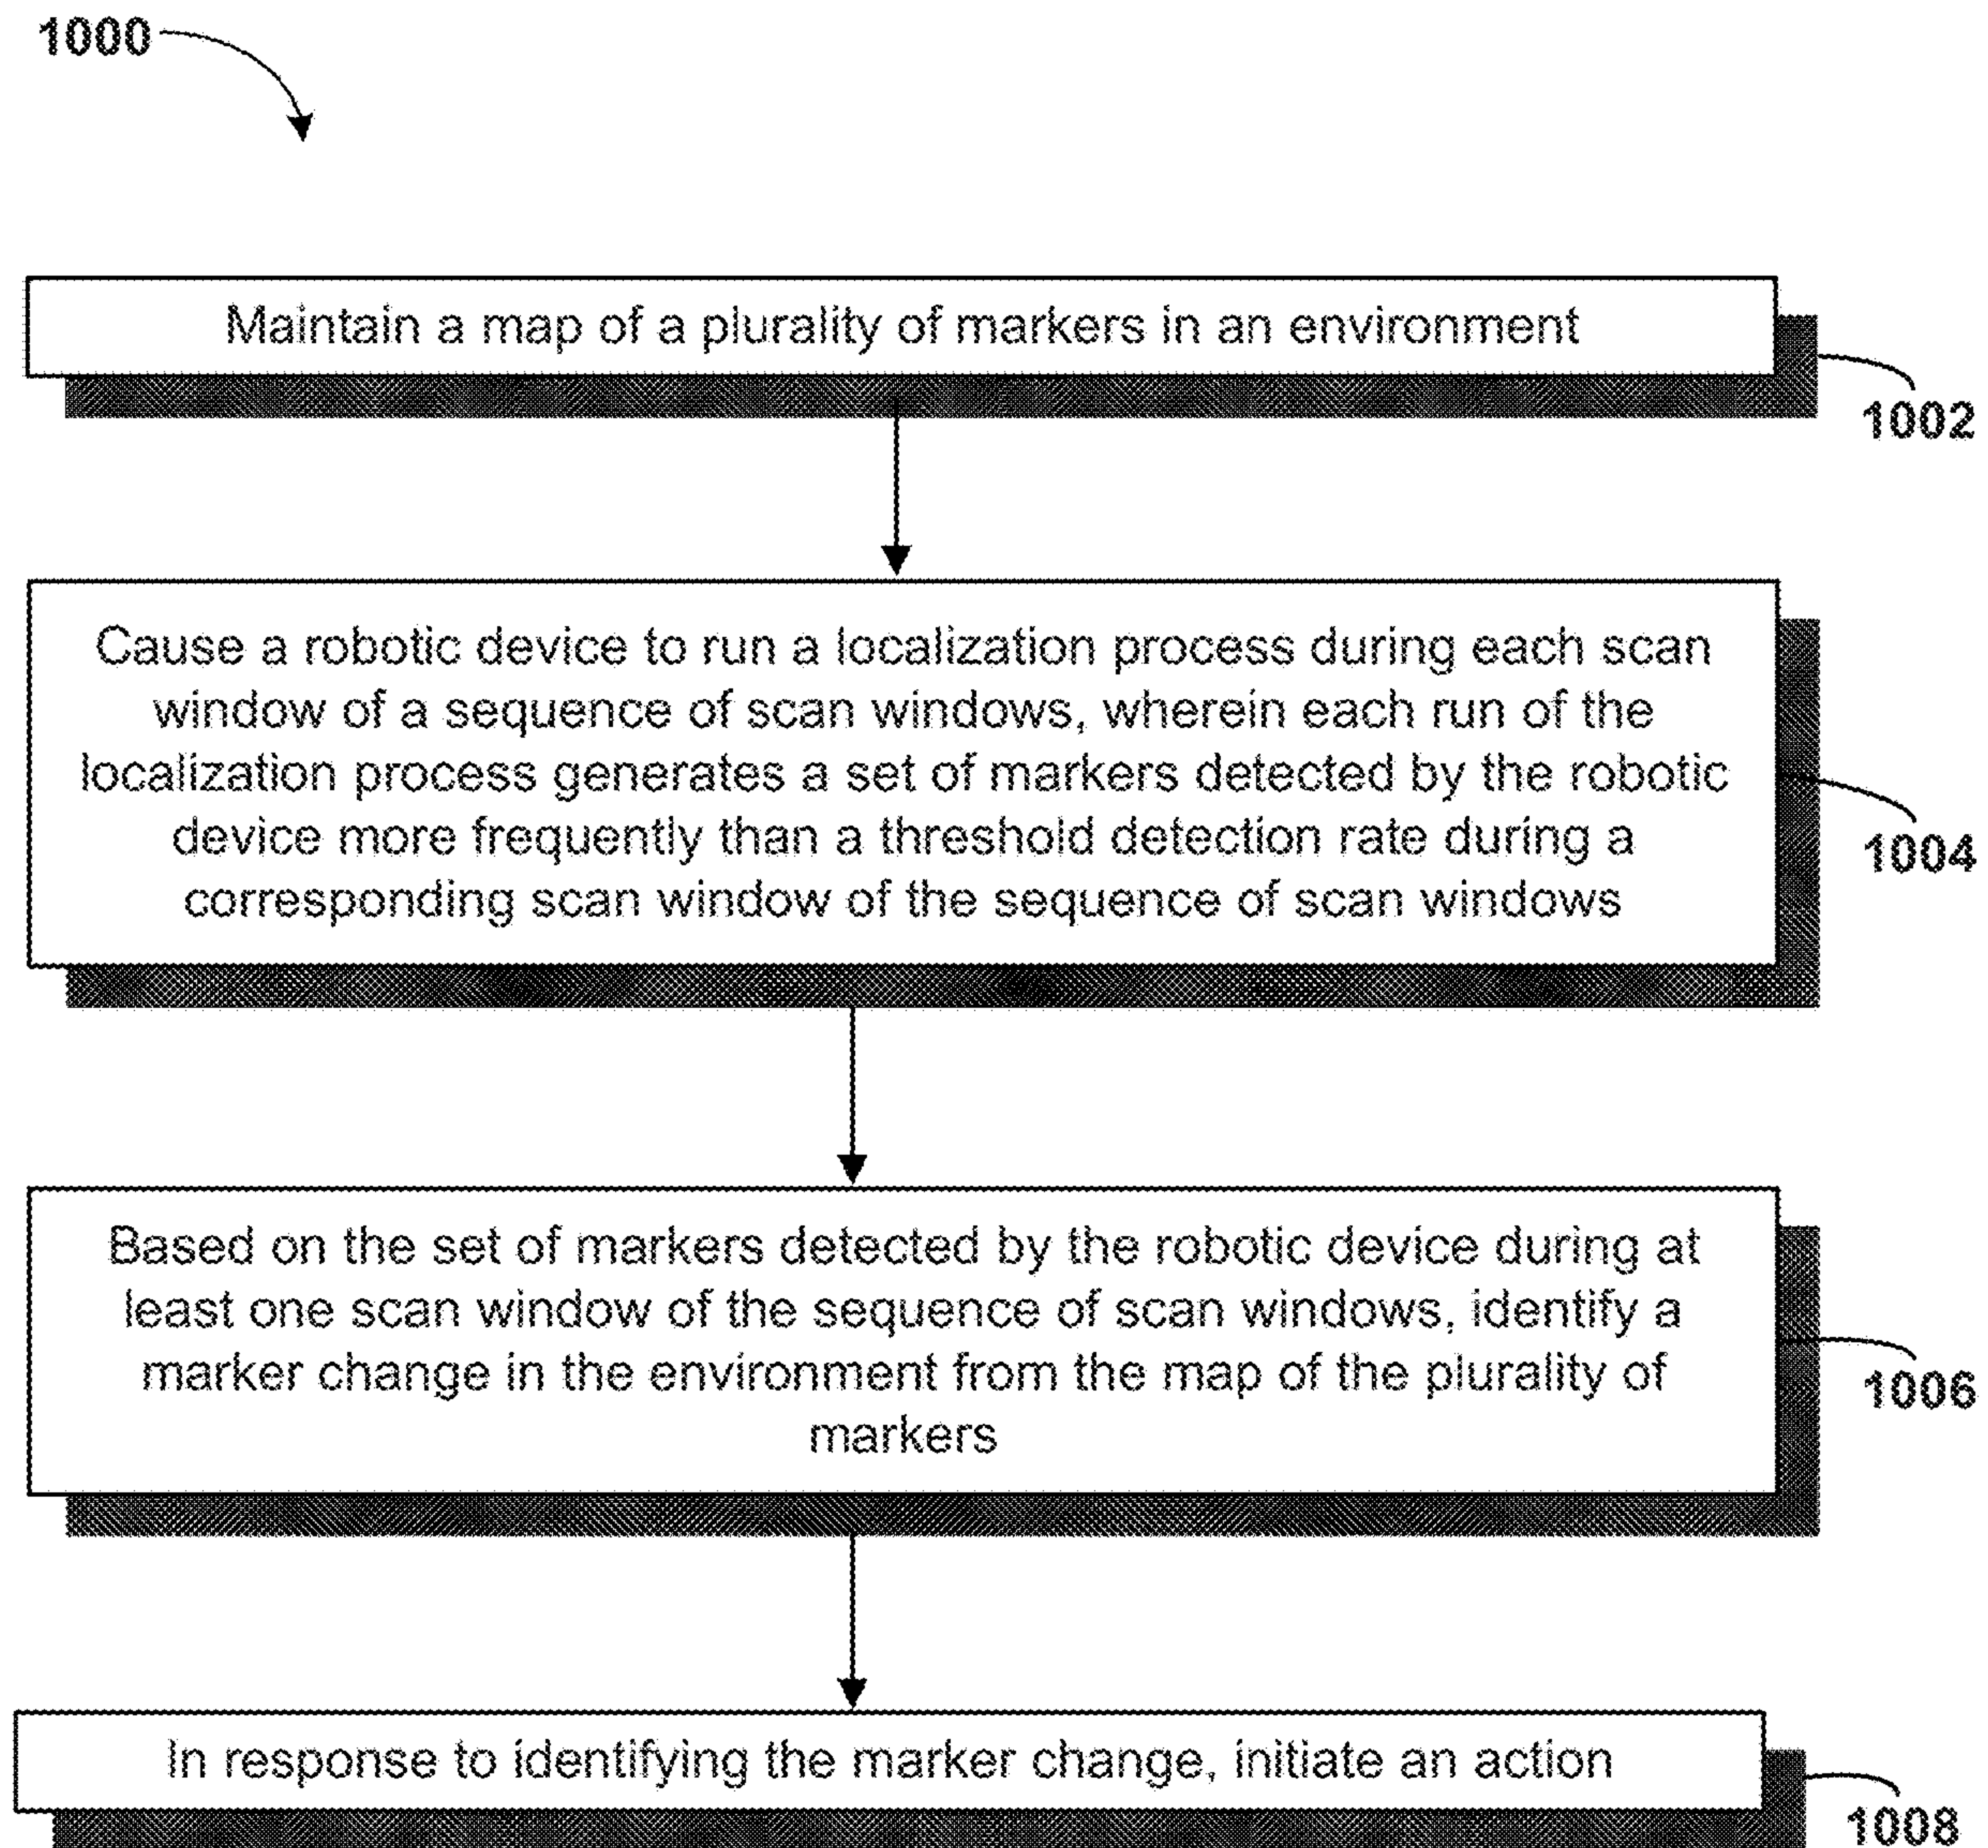 1000
Maintain a map of a plurality of markers in an environment
1002
Cause a robotic device to run a localization process during each scan
window of a sequence of scan windows, wherein each run of the
localization process generates a set of markers detected by the robotic
device more frequently than a threshold detection rate during a
corresponding scan window of the sequence of scan windows
1004
Based on the set of markers detected by the robotic device during at
least one scan window of the sequence of scan windows, identify a
marker change in the environment from the map of the plurality of
markers
1006
In response to identifying the marker change, initiate an action
1008